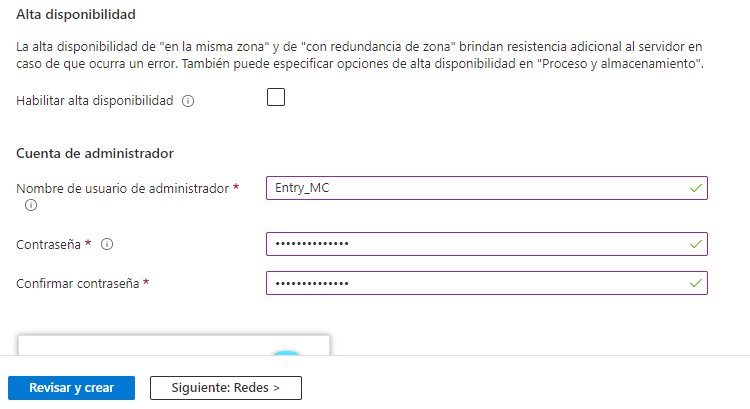 Alta disponibilidad
La alta disponibilidad de "en la misma zona" y de "con redundancia de zona" brindan resistencia adicional al servidor en
caso de que ocurra un error. También puede especificar opciones de alta disponibilidad en "Proceso y almacenamiento".
Habilitar alta disponibilidad
Cuenta de administrador
Nombre de usuario de administrador * Entry_MC
Contraseña * ••••••••••••••
Confirmar contraseña * ••••••••••••••
Revisar y crear Siguiente: Redes >